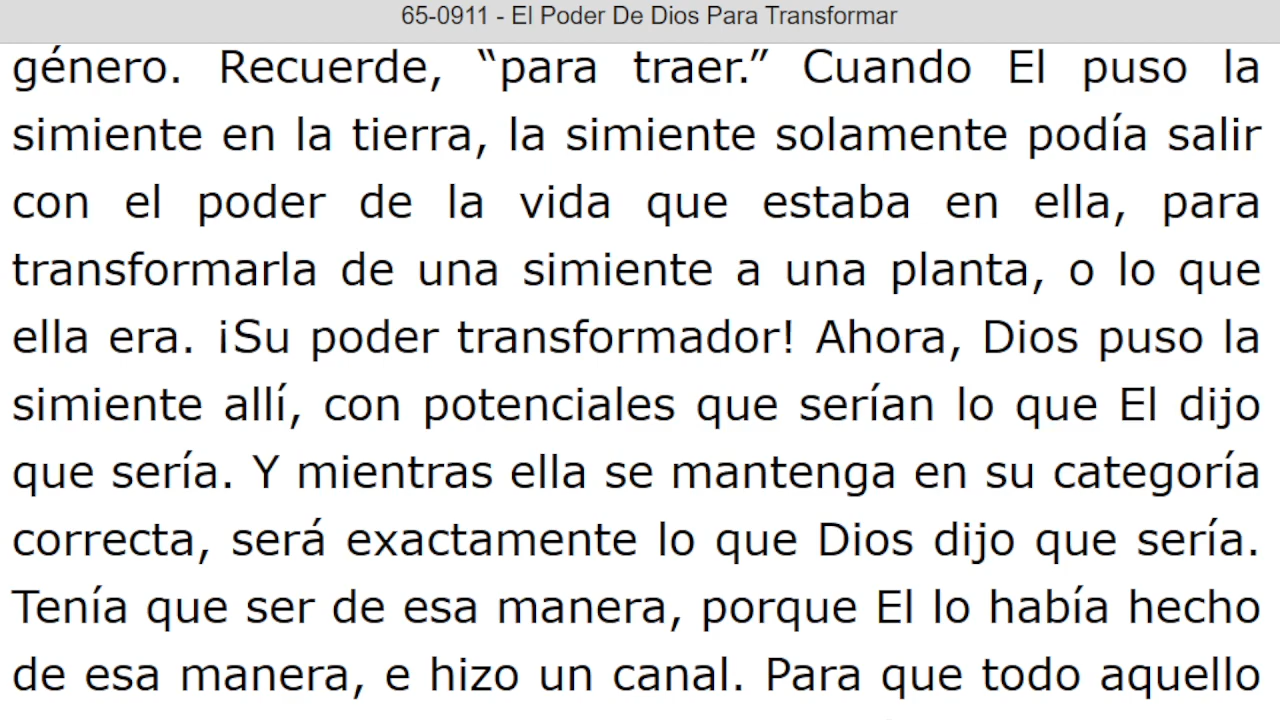 65-0911 - El Poder De Dios Para Transformar
género. Recuerde, “para traer.” Cuando El puso la
simiente en la tierra, la simiente solamente podía salir
con el poder de la vida que estaba en ella, para
transformarla de una simiente a una planta, o lo que
ella era. ¡Su poder transformador! Ahora, Dios puso la
simiente allí, con potenciales que serían lo que El dijo
que sería. Y mientras ella se mantenga en su categoría
correcta, será exactamente lo que Dios dijo que sería.
Tenía que ser de esa manera, porque El lo había hecho
de esa manera, e hizo un canal. Para que todo aquello